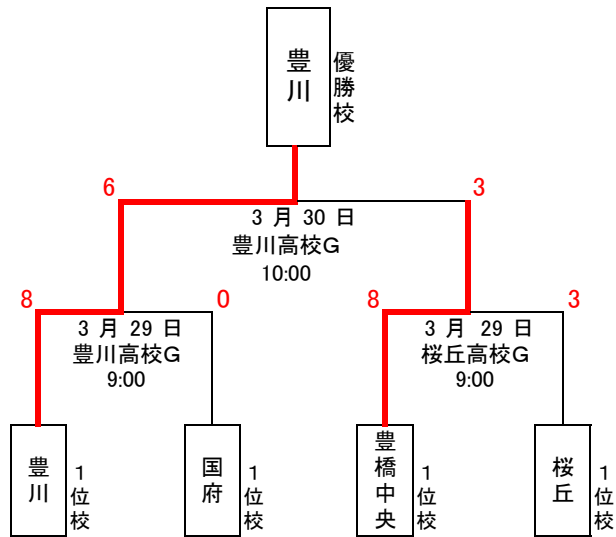 豊川
優勝校
6
3
3 月 30 日
豊川高校G
10:00
8
0
8
3
3 月 29 日
豊川高校G
9:00
3 月 29 日
桜丘高校G
9:00
豊川
1位校
国府
1位校
豊橋中央
1位校
桜丘
1位校